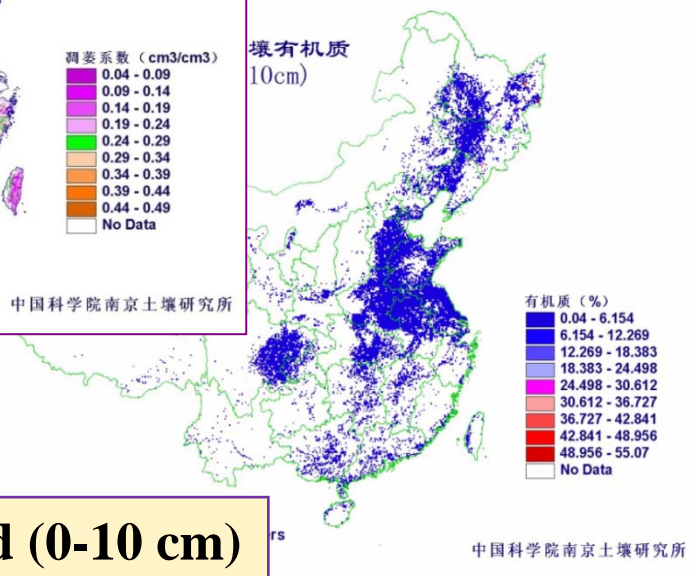 凋萎系数（cm3/cm3）
0.04 - 0.09
0.09 - 0.14
0.14 - 0.19
0.19 - 0.24
0.24 - 0.29
0.29 - 0.34
0.34 - 0.39
0.39 - 0.44
0.44 - 0.49
No Data
中国科学院南京土壤研究所
壤有机质
10cm)
有机质（%）
0.04 - 6.154
6.154 - 12.269
12.269 - 18.383
18.383 - 24.498
24.498 - 30.612
30.612 - 36.727
36.727 - 42.841
42.841 - 48.956
48.956 - 55.07
No Data
d (0-10 cm)
rs
中国科学院南京土壤研究所